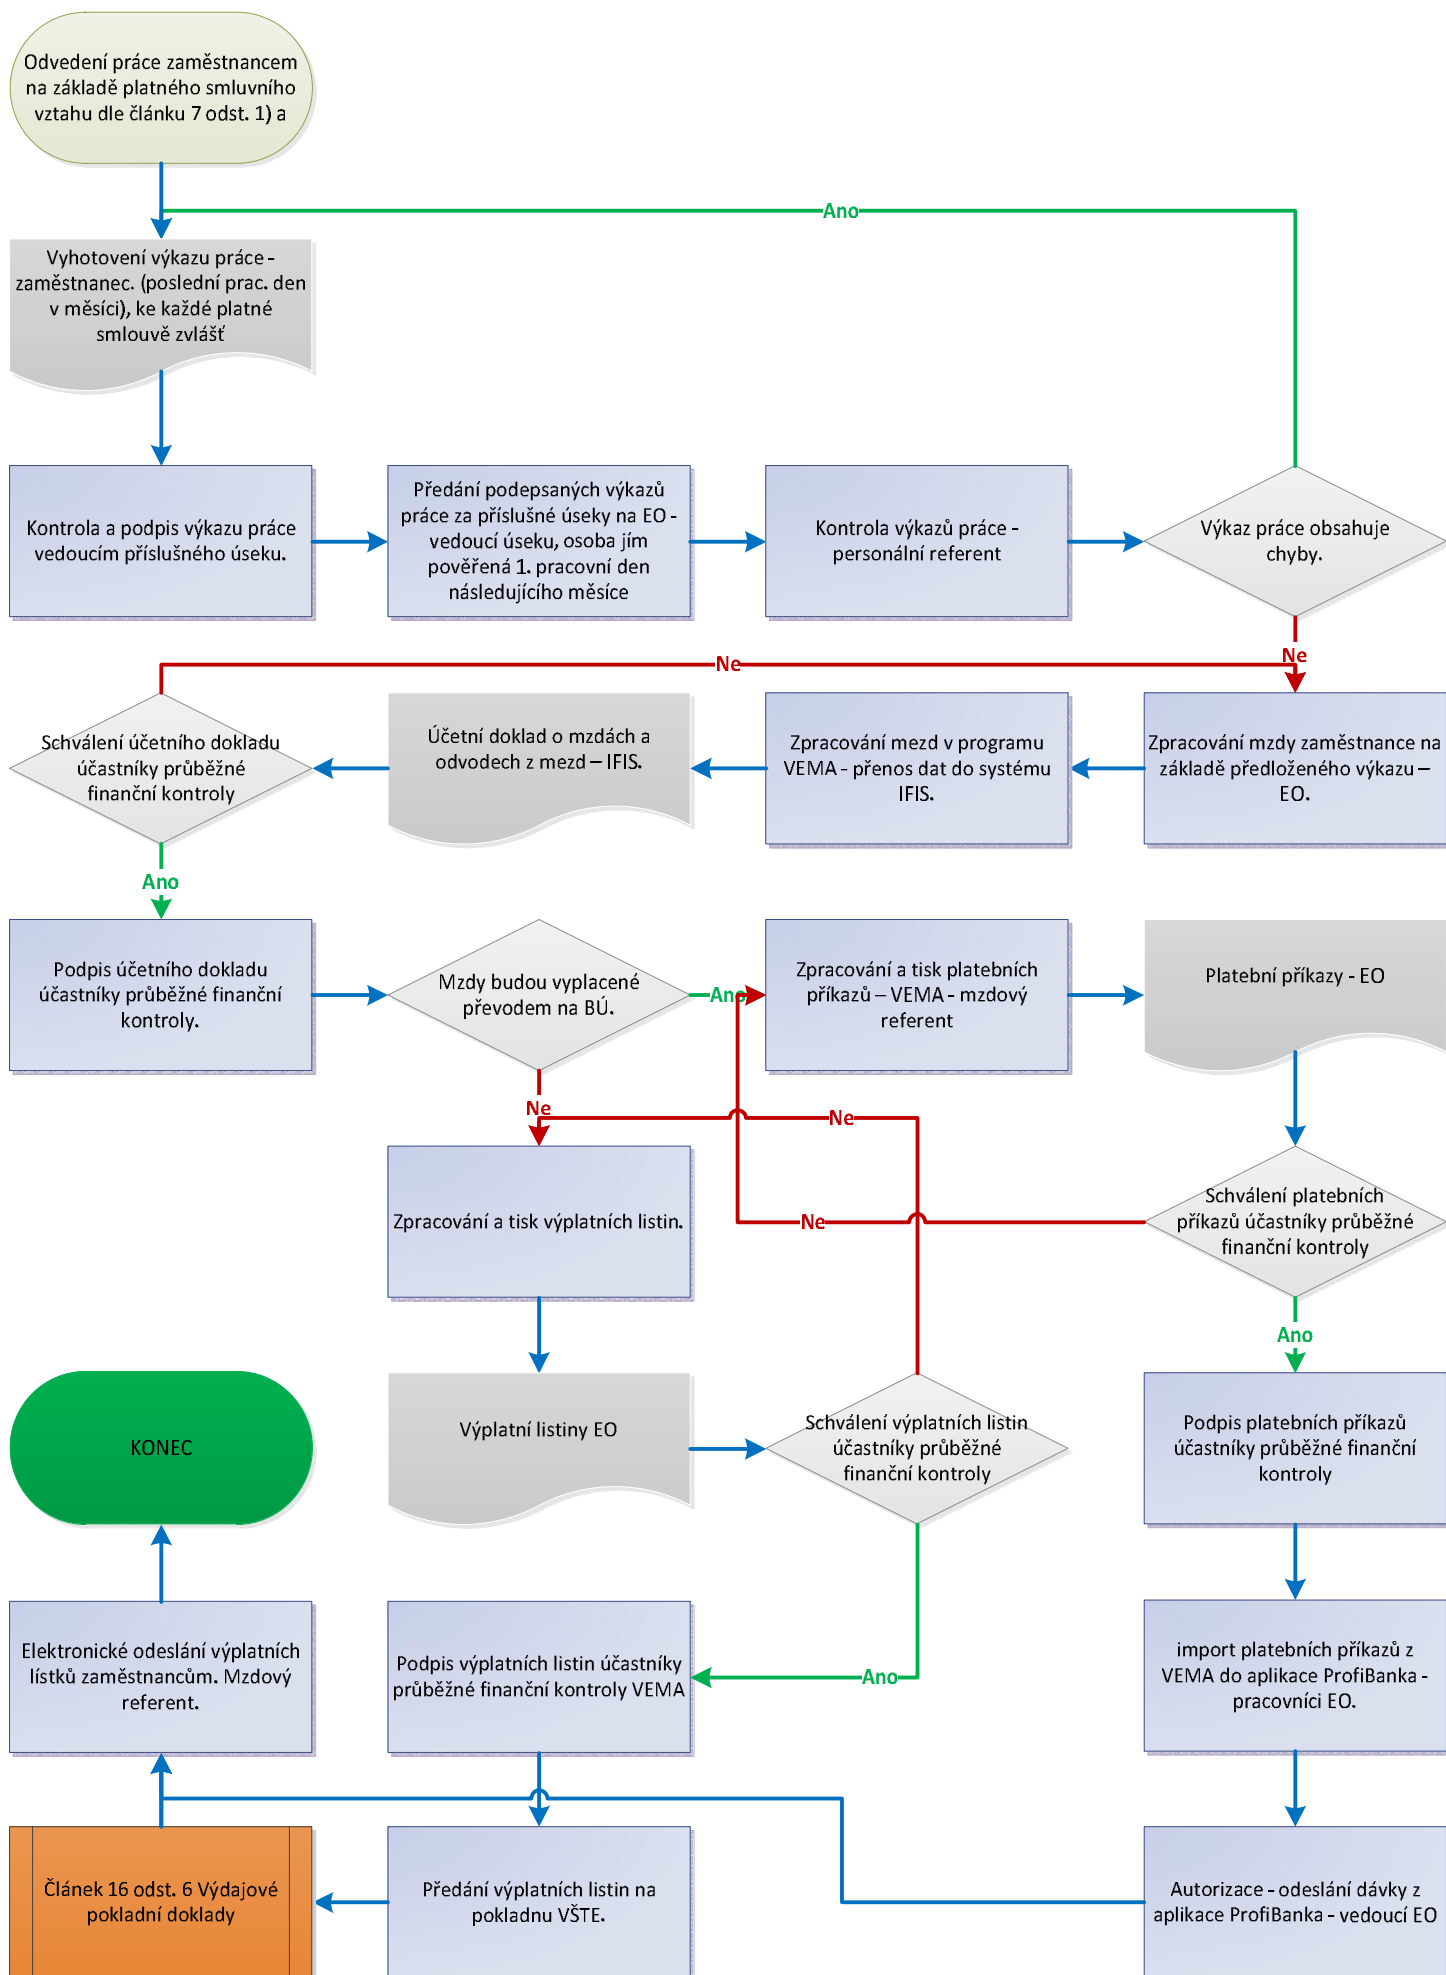 Odvedení práce zaměstnancem
na základě platného smluvního
vztahu dle článku 7 odst. 1) a
Ano
Vyhotovení výkazu práce -
zaměstnanec. (poslední prac. den
v měsíci), ke každé platné
smlouvě zvlášť
Kontrola a podpis výkazu práce
vedoucím příslušného úseku.
Předání podepsaných výkazů
práce za příslušné úseky na EO -
vedoucí úseku, osoba jím
pověřená 1. pracovní den
následujícího měsíce
Kontrola výkazů práce -
personální referent
Výkaz práce obsahuje
chyby.
Ne
Ne
Schválení účetního dokladu
účastníky průběžné
finanční kontroly
Účetní doklad o mzdách a
odvodech z mezd – IFIS.
Zpracování mezd v programu
VEMA - přenos dat do systému
IFIS.
Zpracování mzdy zaměstnance na
základě předloženého výkazu –
EO.
Ano
Podpis účetního dokladu
účastníky průběžné finanční
kontroly.
Mzdy budou vyplacené
převodem na BÚ.
Ano
Zpracování a tisk platebních
příkazů – VEMA - mzdový
referent
Platební příkazy - EO
Ne
Ne
Zpracování a tisk výplatních listin.
Ne
Schválení platebních
příkazů účastníky průběžné
finanční kontroly
Ano
KONEC
Výplatní listiny EO
Schválení výplatních listin
účastníky průběžné
finanční kontroly
Podpis platebních příkazů
účastníky průběžné finanční
kontroly
Elektronické odeslání výplatních
lístků zaměstnancům. Mzdový
referent.
Podpis výplatních listin účastníky
průběžné finanční kontroly VEMA
Ano
import platebních příkazů z
VEMA do aplikace ProfiBanka -
pracovníci EO.
Článek 16 odst. 6 Výdajové
pokladní doklady
Předání výplatních listin na
pokladnu VŠTE.
Autorizace - odeslání dávky z
aplikace ProfiBanka - vedoucí EO